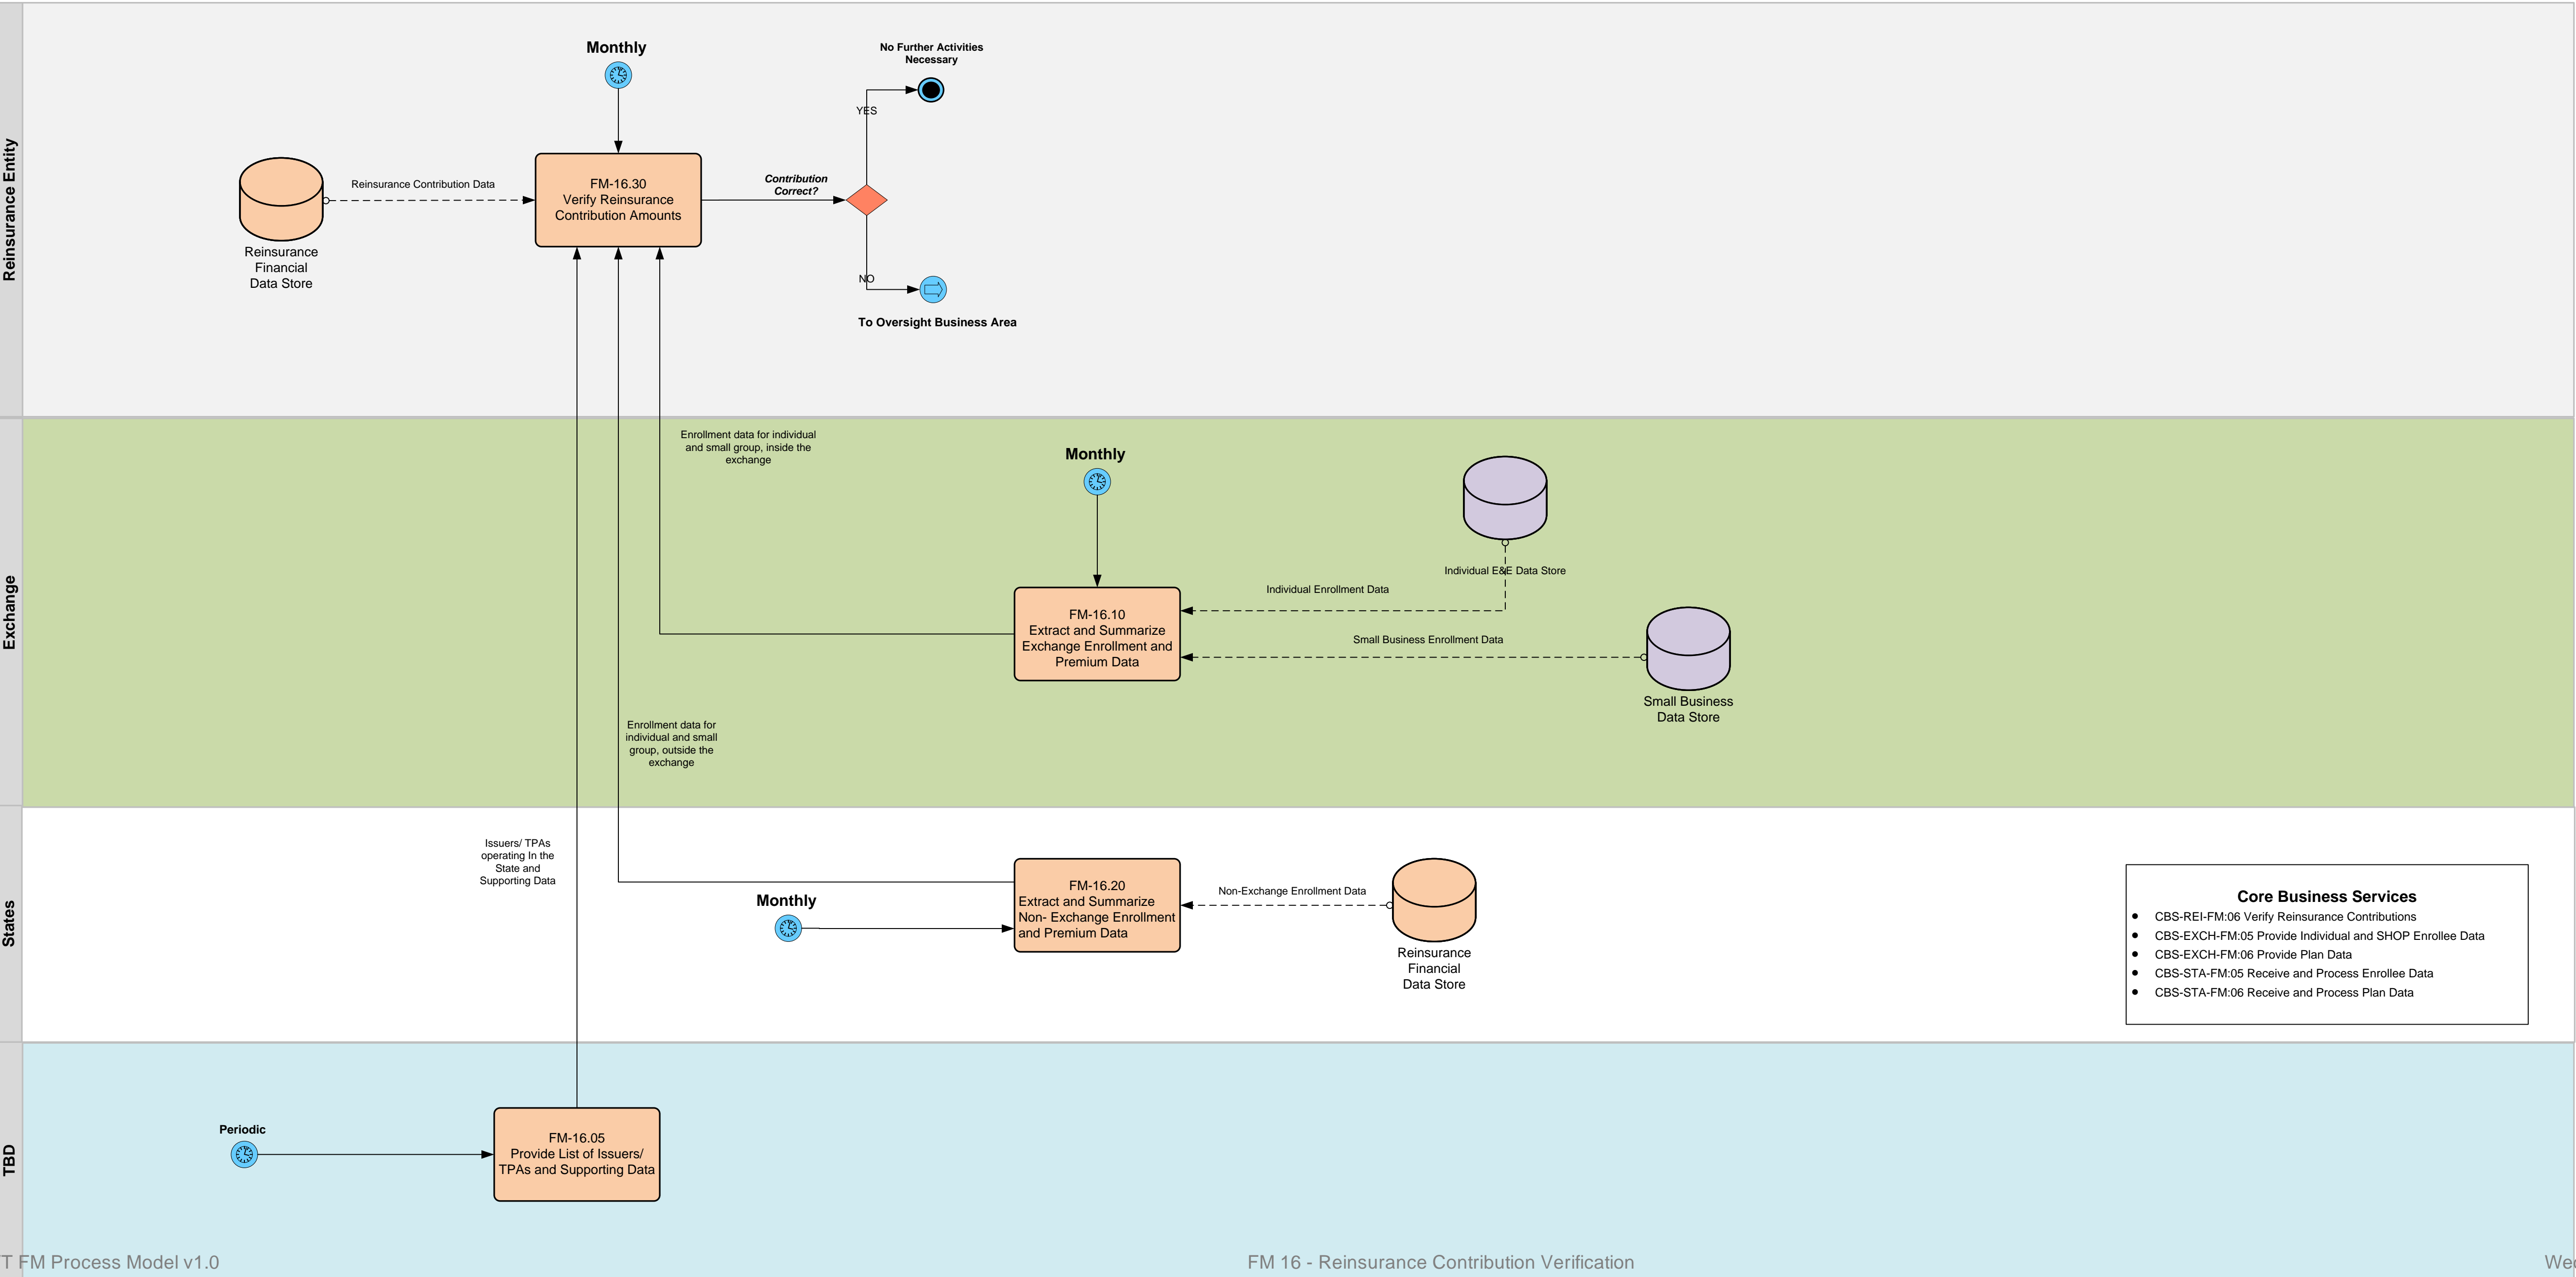 Reinsurance Entity
Monthly
No Further Activities
Necessary
YES
Reinsurance Contribution Data
FM-16.30
Verify Reinsurance
Contribution Amounts
Contribution
Correct?
Reinsurance
Financial
Data Store
NO
To Oversight Business Area
Exchange
Enrollment data for individual
and small group, inside the
exchange
Monthly
Individual E&E Data Store
Individual Enrollment Data
FM-16.10
Extract and Summarize
Exchange Enrollment and
Premium Data
Small Business Enrollment Data
Small Business
Data Store
Enrollment data for
individual and small
group, outside the
exchange
States
Issuers/ TPAs
operating In the
State and
Supporting Data
Monthly
FM-16.20
Extract and Summarize
Non- Exchange Enrollment
and Premium Data
Non-Exchange Enrollment Data
Reinsurance
Financial
Data Store
Core Business Services
• CBS-REI-FM:06 Verify Reinsurance Contributions
• CBS-EXCH-FM:05 Provide Individual and SHOP Enrollee Data
• CBS-EXCH-FM:06 Provide Plan Data
• CBS-STA-FM:05 Receive and Process Enrollee Data
• CBS-STA-FM:06 Receive and Process Plan Data
TBD
Periodic
FM-16.05
Provide List of Issuers/
TPAs and Supporting Data
T FM Process Model v1.0
FM 16 - Reinsurance Contribution Verification